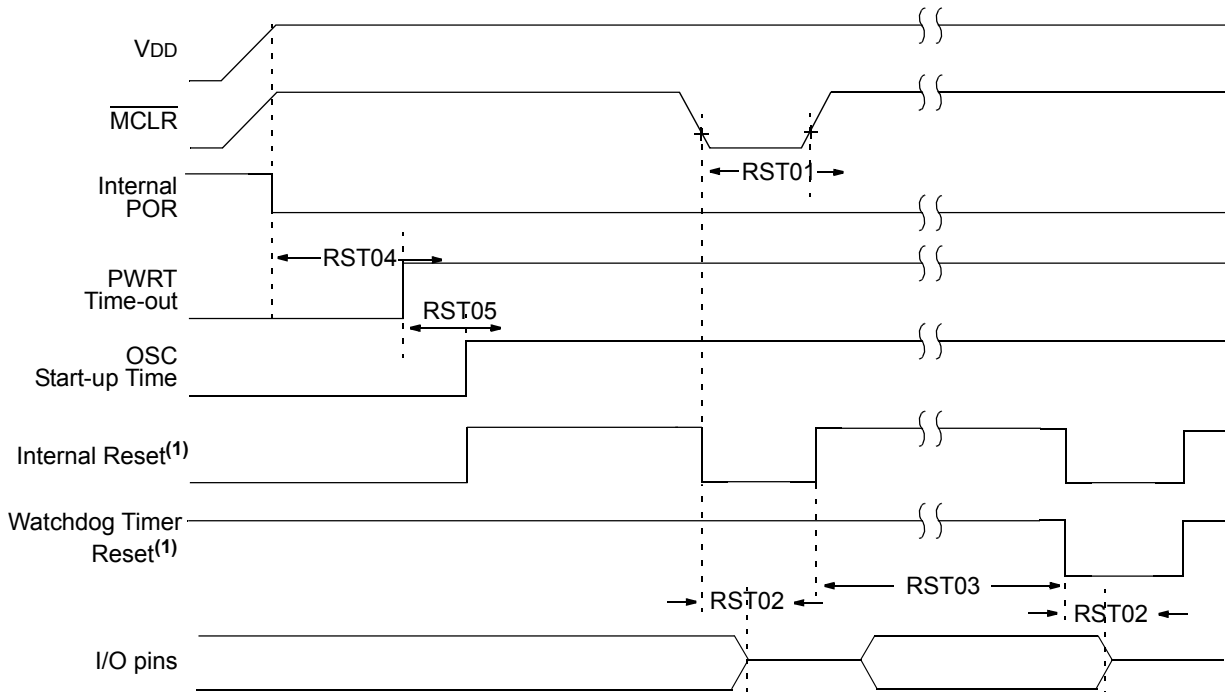 VDD
MCLR
RST01
Internal
POR
RST04
PWRT
Time-out
RST05
OSC
Start-up Time
Internal Reset(1)
Watchdog Timer
Reset(1)
RST03
RST02
RST02
I/O pins